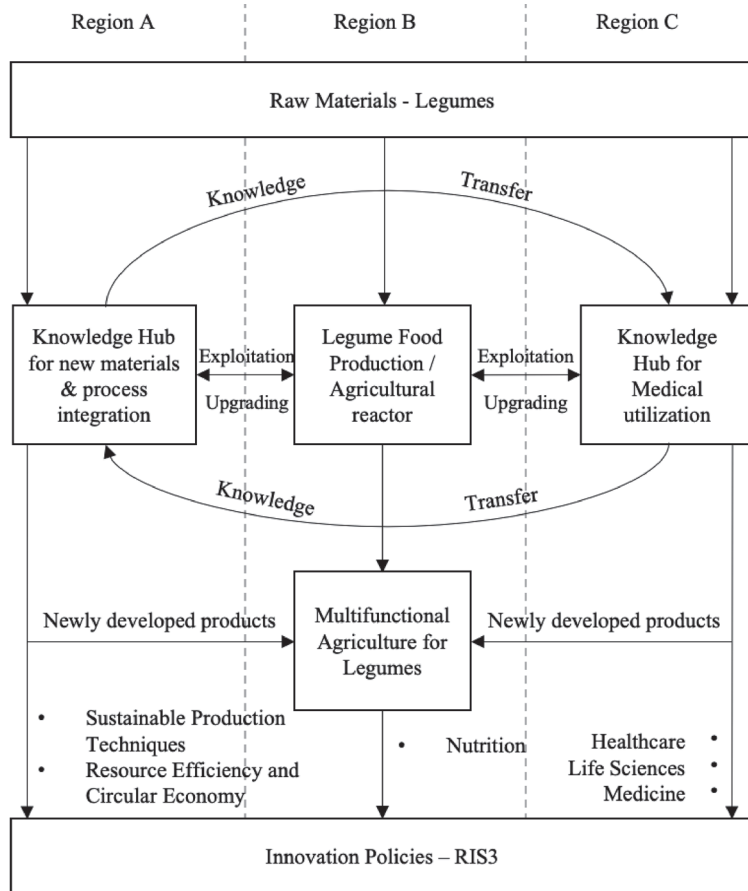 Region A
Region B
Region C
Raw Materials - Legumes
Knowledge
Transfer
Knowledge Hub
for new materials
& process
integration
Exploitation
Upgrading
Legume Food
Production /
Agricultural
reactor
Exploitation
Upgrading
Knowledge
Hub for
Medical
utilization
Knowledge
Transfer
Newly developed products
Multifunctional
Agriculture for
Legumes
Newly developed products
• Sustainable Production
Techniques
• Resource Efficiency and
Circular Economy
• Nutrition
Healthcare •
Life Sciences •
Medicine •
Innovation Policies – RIS3